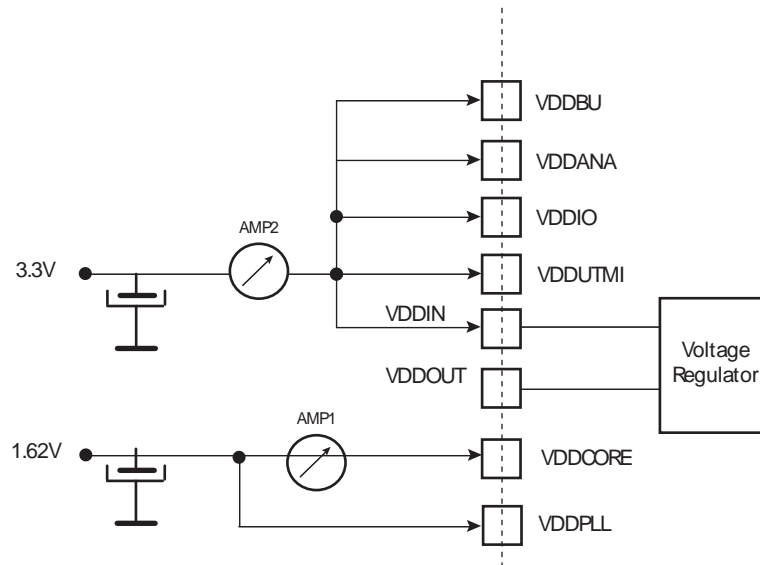 VDDBU
VDDANA
VDDIO
AMP2
3.3V
VDDUTMI
VDDIN
VDDOUT
Voltage
Regulator
AMP1
1.62V
VDDCORE
VDDPLL